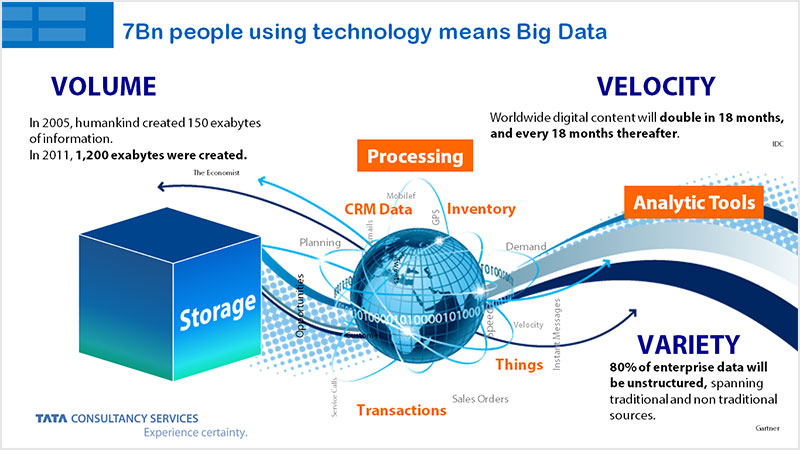 7Bn people using technology means Big Data
VOLUME
In 2005, humankind created 150 exabytes
of information.
In 2011, 1,200 exabytes were created.
The Economist
VELOCITY
Worldwide digital content will double in 18 months,
and every 18 months thereafter.
IDC
Processing
Analytic Tools
Mobilef
CRM Data
Inventory
GPS
Planning
Demand
Storage
Opportunities
Customer
010000101000010100001000
Speech
Velocity
Instant Messages
Things
Service Calls
Sales Orders
Transactions
VARIETY
80% of enterprise data will
be unstructured, spanning
traditional and non traditional
sources.
Gartner
TATA CONSULTANCY SERVICES
Experience certainty.